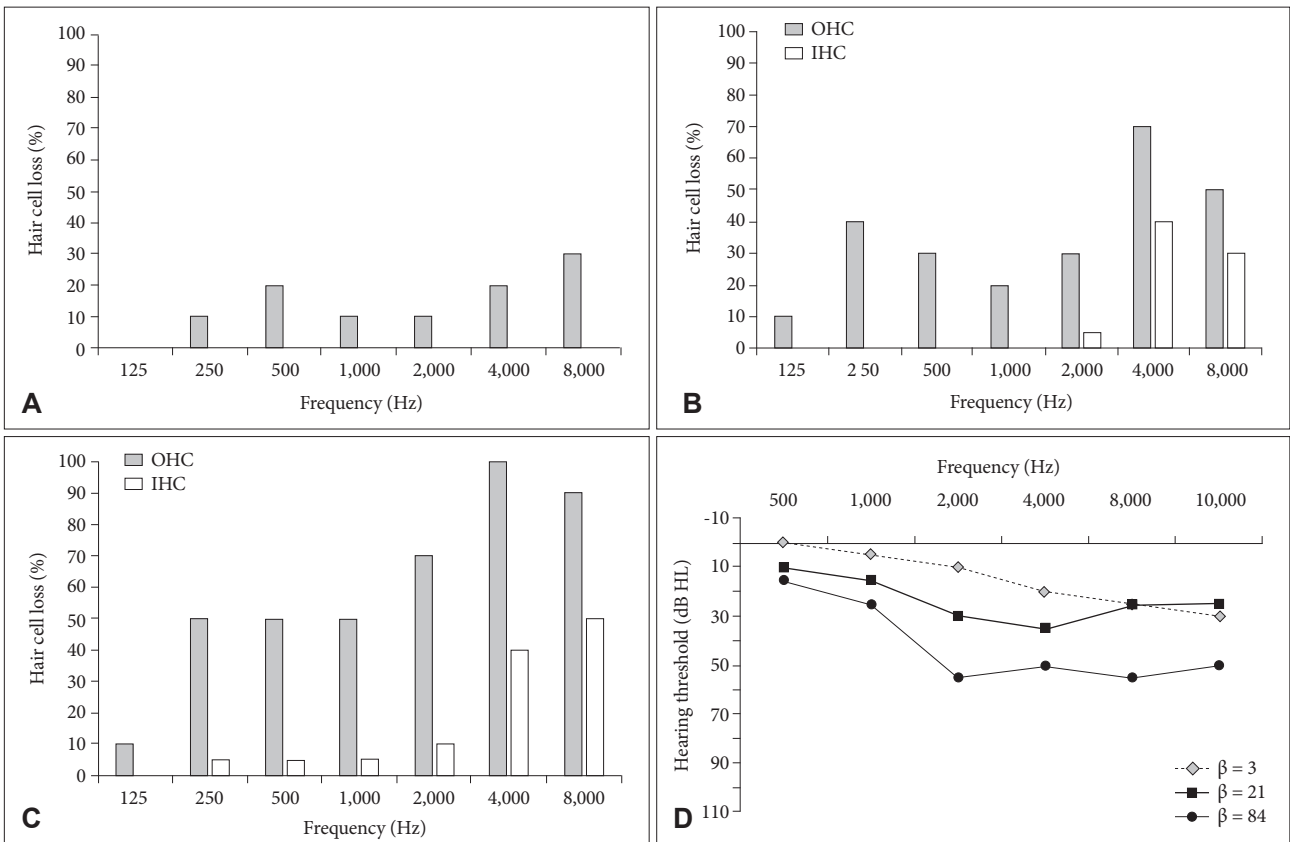 100
90
80
70
60
50
40
30
20
10
0
Hair cell loss (%)
125 250 500 1,000 2,000 4,000 8,000
Frequency (Hz)
A
OHC
IHC
100
90
80
70
60
50
40
30
20
10
0
Hair cell loss (%)
125 2 50 500 1,000 2,000 4,000 8,000
Frequency (Hz)
B
OHC
IHC
100
90
80
70
60
50
40
30
20
10
0
Hair cell loss (%)
125 250 500 1,000 2,000 4,000 8,000
Frequency (Hz)
C
Frequency (Hz)
500 1,000 2,000 4,000 8,000 10,000
-10
10
30
50
70
90
110
Hearing threshold (dB HL)
β = 3
β = 21
β = 84
D